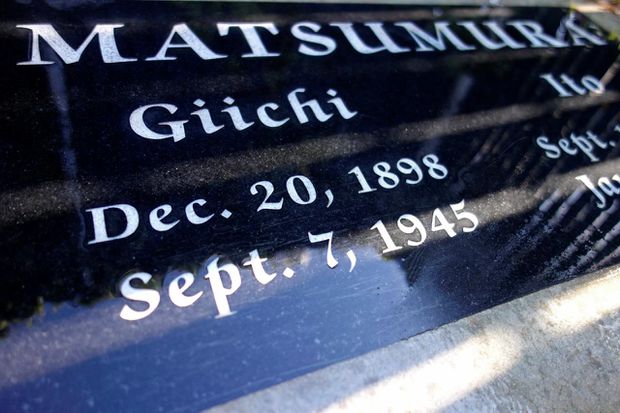 MATSUMURA
Giichi Ito
Dec. 20, 1898 Sept.
Sept. 7, 1945